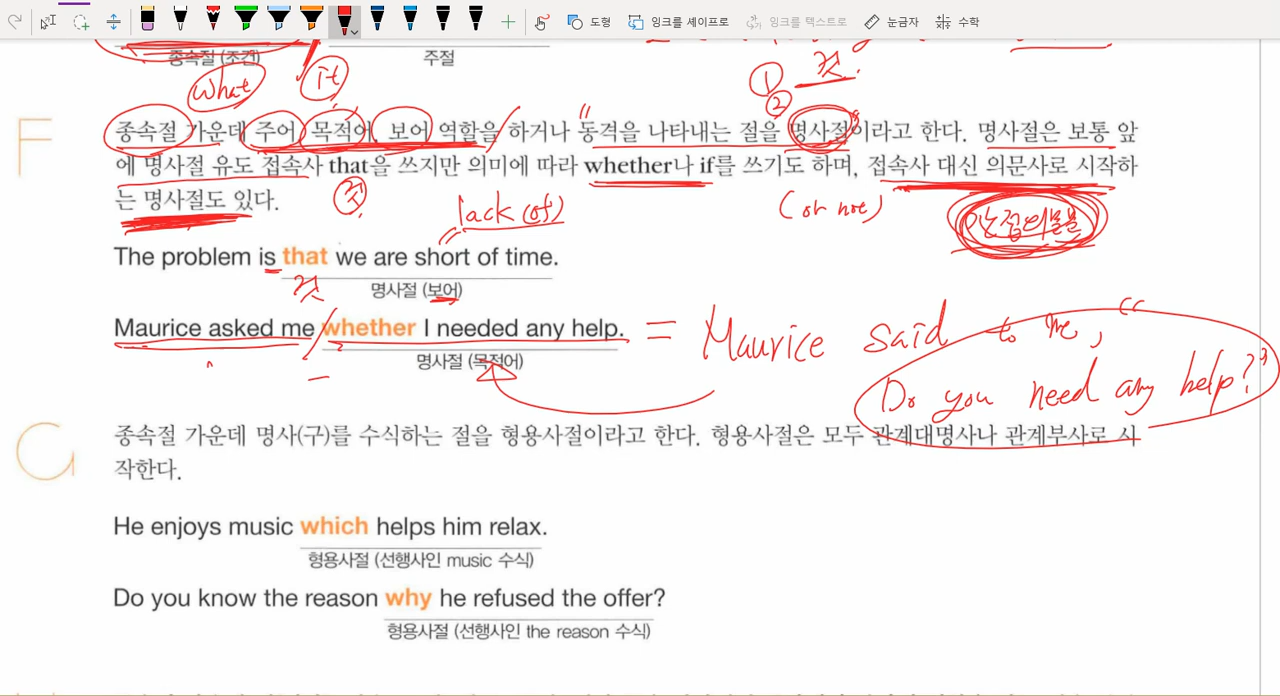 도형 잉크를 셰이프로 잉크를 텍스트로 눈금자 수학
종속절 (조건) 주절
what it ① 것.
②
F 종속절 가운데 주어, 목적어, 보어 역할을 하거나 동격을 나타내는 절을 명사절이라고 한다. 명사절은 보통 앞
에 명사절 유도 접속사 that을 쓰지만 의미에 따라 whether나 if를 쓰기도 하며, 접속사 대신 의문사로 시작하
는 명사절도 있다.
것 lack (of) (or not)
The problem is that we are short of time.
것 명사절 (보어)
Maurice asked me whether I needed any help. = Maurice said to me, “
명사절 (목적어) Do you need any help?”
G 종속절 가운데 명사(구)를 수식하는 절을 형용사절이라고 한다. 형용사절은 모두 관계대명사나 관계부사로 시
작한다.
He enjoys music which helps him relax.
형용사절 (선행사인 music 수식)
Do you know the reason why he refused the offer?
형용사절 (선행사인 the reason 수식)